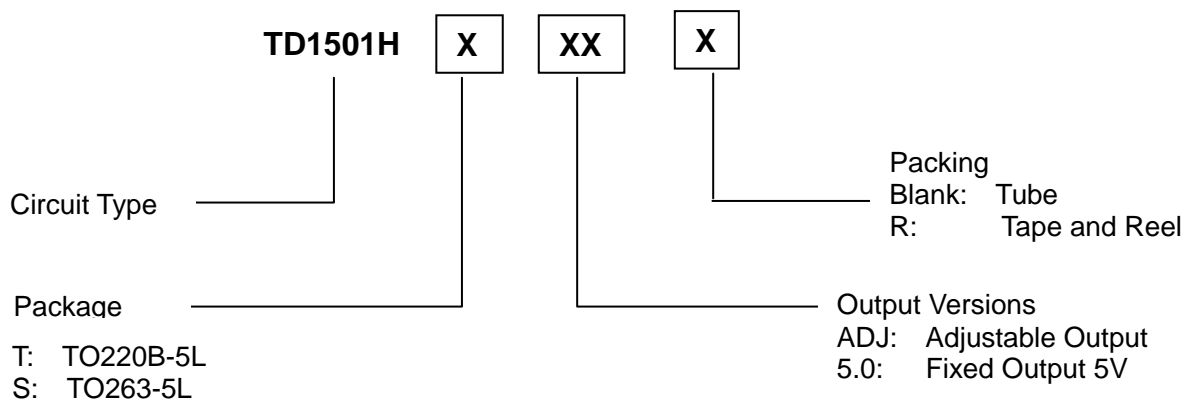 TD1501H X XX X
Circuit Type
Packing
Blank: Tube
R: Tape and Reel
Package
T: TO220B-5L
S: TO263-5L
Output Versions
ADJ: Adjustable Output
5.0: Fixed Output 5V